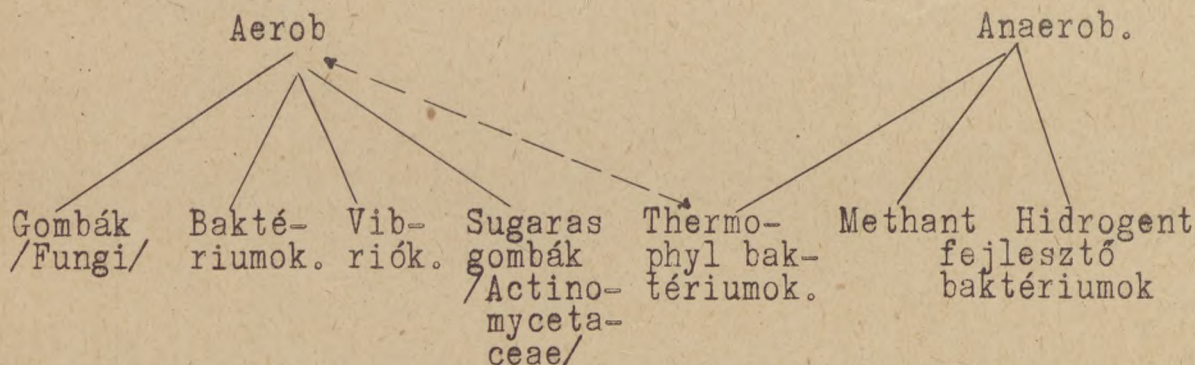 Aerob Anaerob.
Gombák Bakté- Vib- Sugaras Thermo- Methant Hidrogent
/Fungi/ riumok. riók. gombák phyl bak- fejlesztő
/Actino- tériumok. baktériumok
myceta-
ceae/